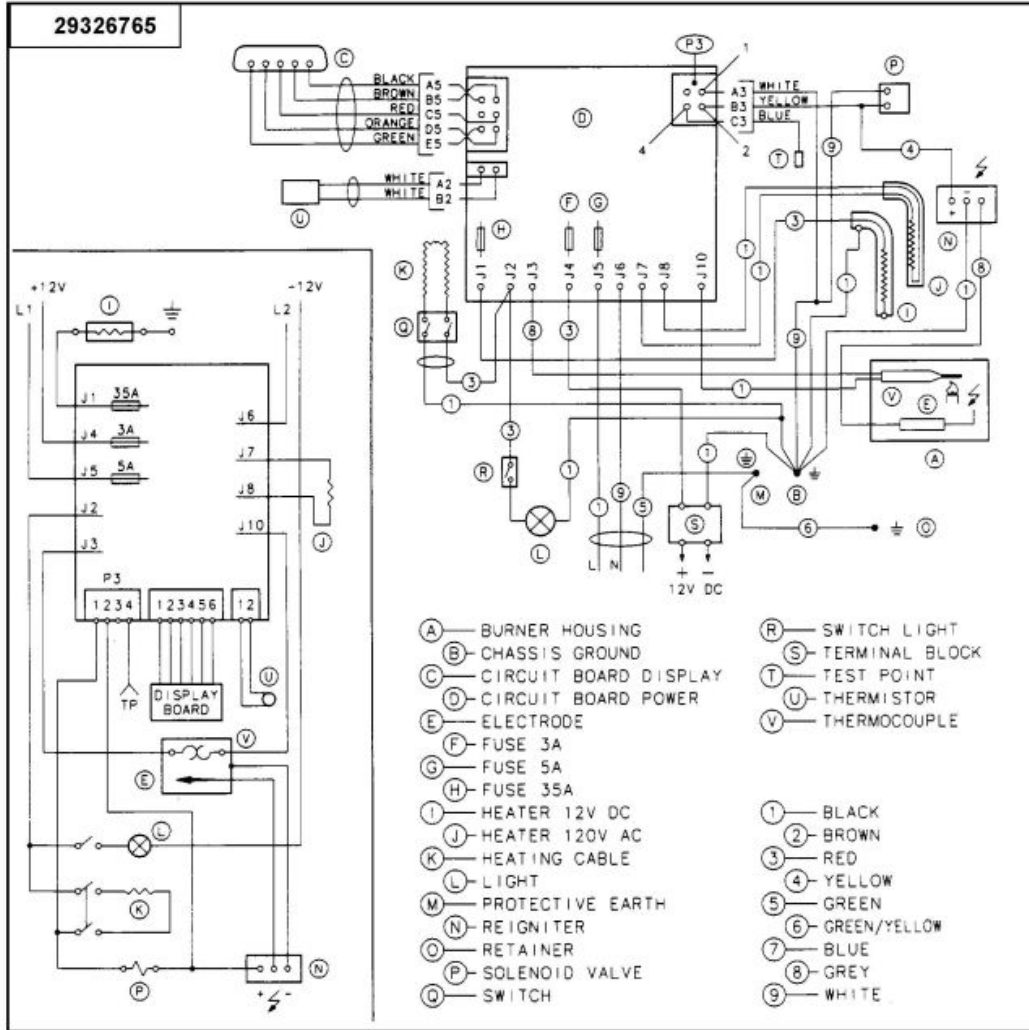 29326765
C
BLACK A5
BROWN B5
RED C5
ORANGE D5
GREEN E5
WHITE A2
WHITE B2
U
D
P3 1
A3 WHITE
B3 YELLOW
C3 BLUE
4 2
P
9
4
T
N
+ -
F G
H
K
J1 J2 J3 J4 J5 J6 J7 J8 J10
Q
3 1 1 1 3
J
I
1 8
9
8 3 1
3
1
V E
A
3
R
1
L
1 9 5
L N
1
M B
S
6
O
+ -
12V DC
+12V -12V
L1 L2
I
J1 35A
J4 3A
J5 5A
J2
J3
J6
J7
J8
J10
J
P3
1234 123456 12
TP
DISPLAY
BOARD
U
V
E
L
K
P
N
+ -
A BURNER HOUSING
B CHASSIS GROUND
C CIRCUIT BOARD DISPLAY
D CIRCUIT BOARD POWER
E ELECTRODE
F FUSE 3A
G FUSE 5A
H FUSE 35A
I HEATER 12V DC
J HEATER 120V AC
K HEATING CABLE
L LIGHT
M PROTECTIVE EARTH
N REIGNITER
O RETAINER
P SOLENOID VALVE
Q SWITCH
R SWITCH LIGHT
S TERMINAL BLOCK
T TEST POINT
U THERMISTOR
V THERMOCOUPLE
1 BLACK
2 BROWN
3 RED
4 YELLOW
5 GREEN
6 GREEN/YELLOW
7 BLUE
8 GREY
9 WHITE